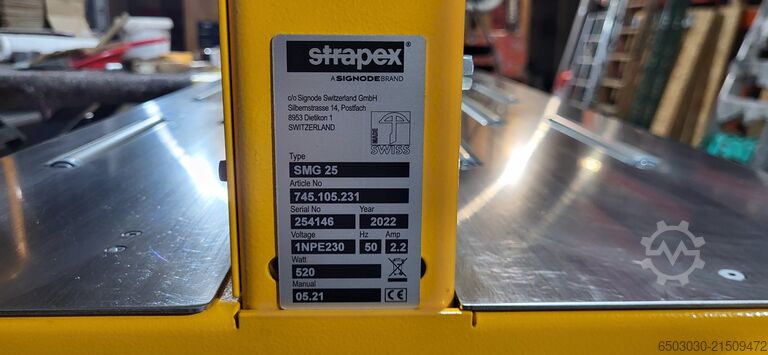 strapex®
A SIGNODE BRAND
c/o Signode Switzerland GmbH
Silbernstrasse 14, Postfach
8953 Dietikon 1
SWITZERLAND
MADE
SWISS
Type
SMG 25
Article No
745.105.231
Serial No Year
254146 2022
Voltage Hz Amp
1NPE230 50 2.2
Watt
520
Manual
05.21 CE
6503030-21509472